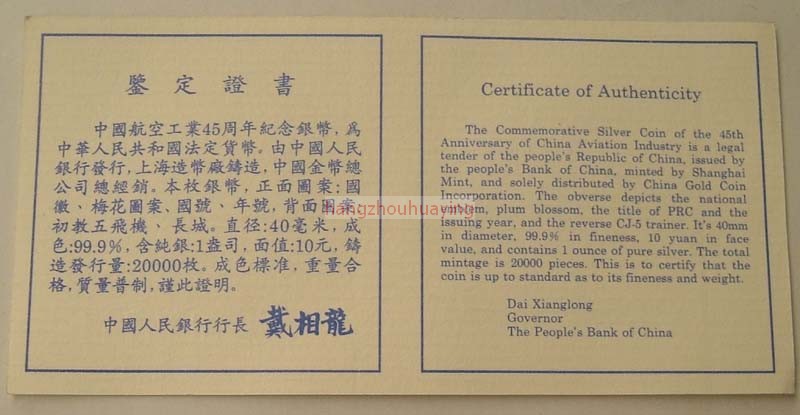 鑒定證書
中國航空工業45周年紀念銀幣,爲
中華人民共和國法定貨幣。由中國人民
銀行發行,上海造幣廠鑄造,中國金幣總
公司總經銷。本枚銀幣,正面圖案:國
徽、梅花圖案、國號、年號,背面圖案:
初教五飛機、長城。直徑:40毫米,成
色:99.9%,含純銀:1盎司,面值:10元,鑄
造發行量:20000枚。成色標准,重量合
格,質量普制,謹此證明。
中國人民銀行行長 戴相龍
Certificate of Authenticity
The Commemorative Silver Coin of the 45th
Anniversary of China Aviation Industry is a legal
tender of the people's Republic of China, issued by
the people's Bank of China, minted by Shanghai
Mint, and solely distributed by China Gold Coin
Incorporation. The obverse depicts the national
emblem, plum blossom, the title of PRC and the
issuing year, and the reverse CJ-5 trainer. It's 40mm
in diameter, 99.9% in fineness, 10 yuan in face
value, and contains 1 ounce of pure silver. The total
mintage is 20000 pieces. This is to certify that the
coin is up to standard as to its fineness and weight.
Dai Xianglong
Governor
The People's Bank of China
hangzhouhuaying